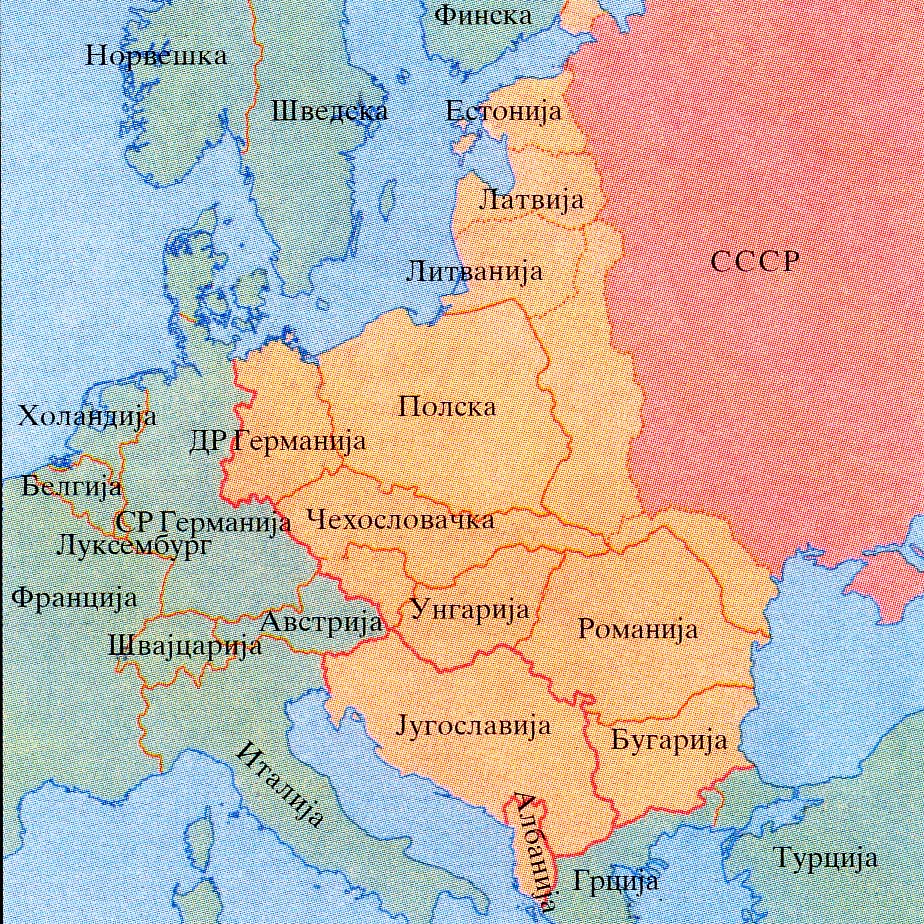 Финска
Норвешка
Шведска
Естонија
Латвија
СССР
Литванија
Полска
Холандија
ДР Германија
Белгија
СР Германија
Чехословачка
Луксембург
Франција
Унгарија
Австрија
Романија
Швајцарија
Југославија
Бугарија
Италија
Албанија
Турција
Грција